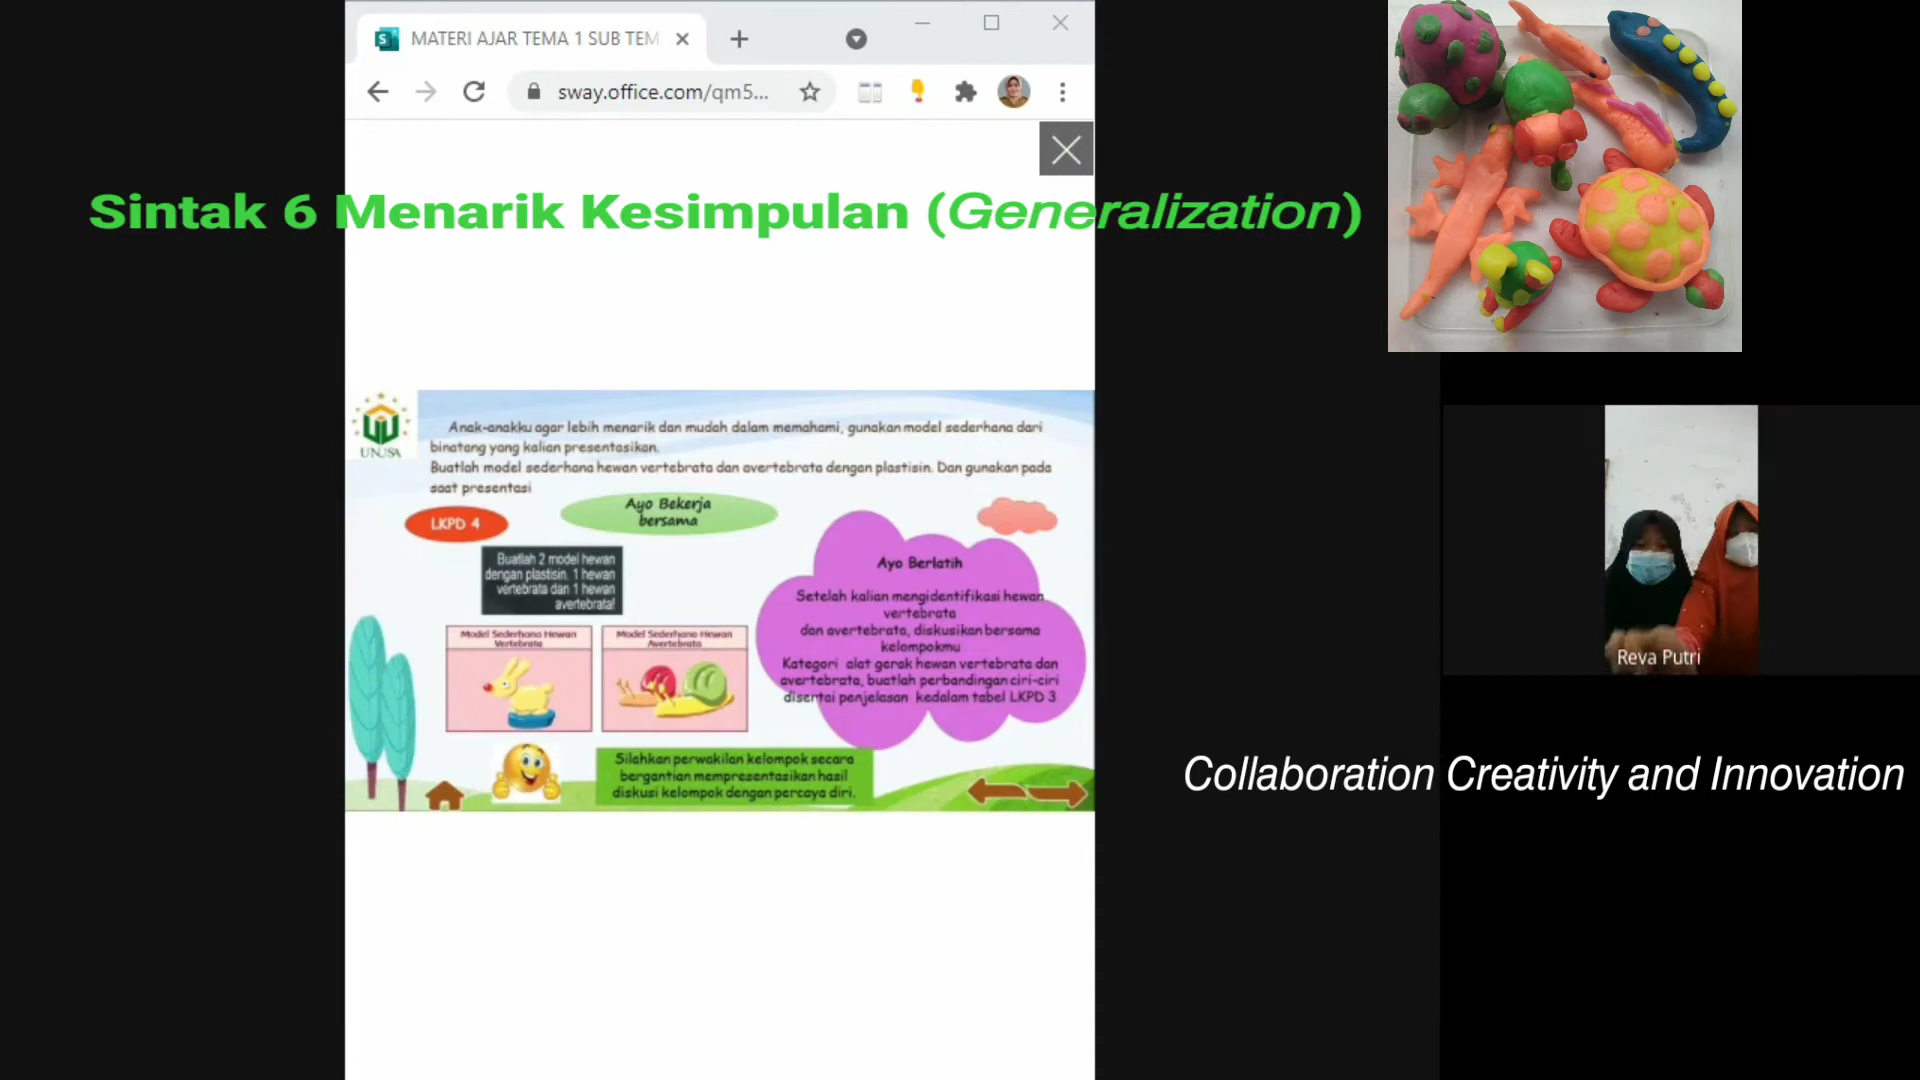 MATERI AJAR TEMA 1 SUB TEM
sway.office.com/qm5...
Sintak 6 Menarik Kesimpulan (Generalization)
UNUSA
Anak-anakku agar lebih menarik dan mudah dalam memahami, gunakan model sederhana dari
binatang yang kalian presentasikan.
Buatlah model sederhana hewan vertebrata dan avertebrata dengan plastisin. Dan gunakan pada
saat presentasi
LKPD 4
Ayo Bekerja
bersama
Buatlah 2 model hewan
dengan plastisin. 1 hewan
vertebrata dan 1 hewan
avertebrata!
Model Sederhana Hewan
Vertebrata
Model Sederhana Hewan
Avertebrata
Ayo Berlatih
Setelah kalian mengidentifikasi hewan
vertebrata
dan avertebrata, diskusikan bersama
kelompokmu
Kategori alat gerak hewan vertebrata dan
avertebrata, buatlah perbandingan ciri-ciri
disertai penjelasan kedalam tabel LKPD 3
Silahkan perwakilan kelompok secara
bergantian mempresentasikan hasil
diskusi kelompok dengan percaya diri.
Reva Putri
Collaboration Creativity and Innovation